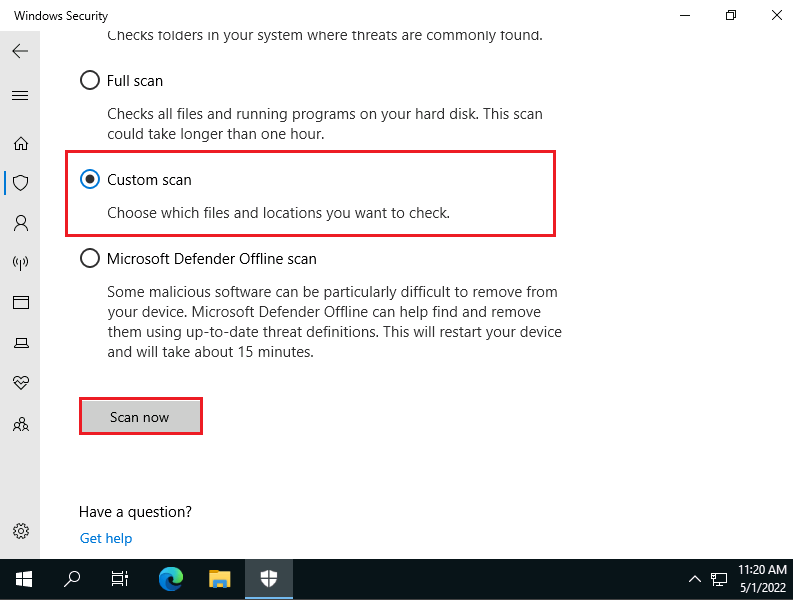 Windows Security
Checks folders in your system where threats are commonly found.
Full scan
Checks all files and running programs on your hard disk. This scan
could take longer than one hour.
Custom scan
Choose which files and locations you want to check.
Microsoft Defender Offline scan
Some malicious software can be particularly difficult to remove from
your device. Microsoft Defender Offline can help find and remove
them using up-to-date threat definitions. This will restart your device
and will take about 15 minutes.
Scan now
Have a question?
Get help
11:20 AM
5/1/2022